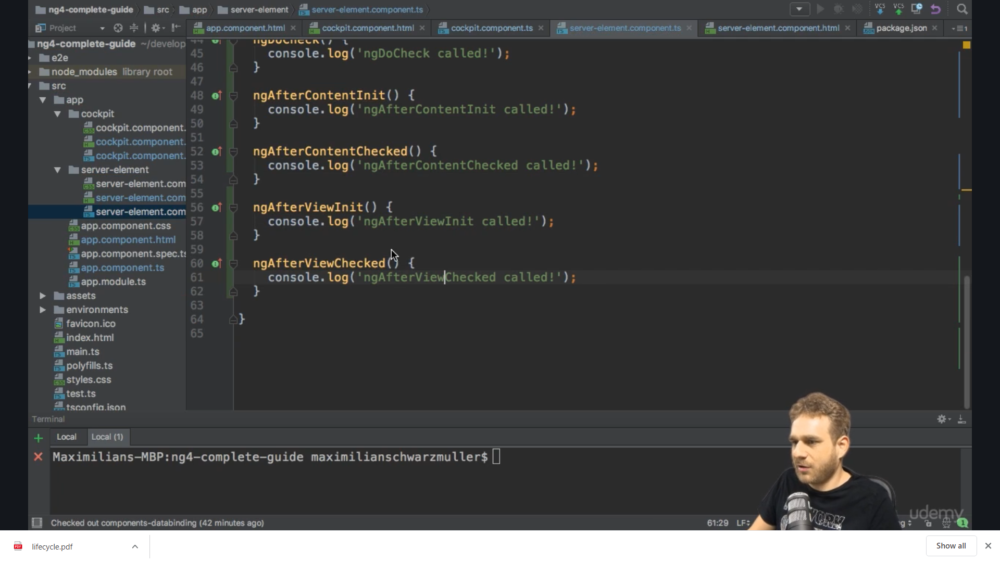 ng4-complete-guide src app server-element server-element.component.ts
Project
app.component.html cockpit.component.html cockpit.component.ts server-element.component.ts server-element.component.html package.json
ng4-complete-guide ~/develop
e2e
node_modules library root
src
app
cockpit
cockpit.component.
cockpit.component.
cockpit.component.
server-element
server-element.com
server-element.com
server-element.com
app.component.css
app.component.html
app.component.spec.ts
app.component.ts
app.module.ts
assets
environments
favicon.ico
index.html
main.ts
polyfills.ts
styles.css
test.ts
tsconfig.json
44 ngDoCheck() {
45 console.log('ngDoCheck called!');
46 }
47
48 ngAfterContentInit() {
49 console.log('ngAfterContentInit called!');
50 }
51
52 ngAfterContentChecked() {
53 console.log('ngAfterContentChecked called!');
54 }
55
56 ngAfterViewInit() {
57 console.log('ngAfterViewInit called!');
58 }
59
60 ngAfterViewChecked() {
61 console.log('ngAfterViewChecked called!');
62 }
63
64 }
65
Terminal
Local Local (1)
Maximilians-MBP:ng4-complete-guide maximilianschwarzmuller$
udemy
Checked out components-databinding (42 minutes ago) 61:29 LF
lifecycle.pdf Show all